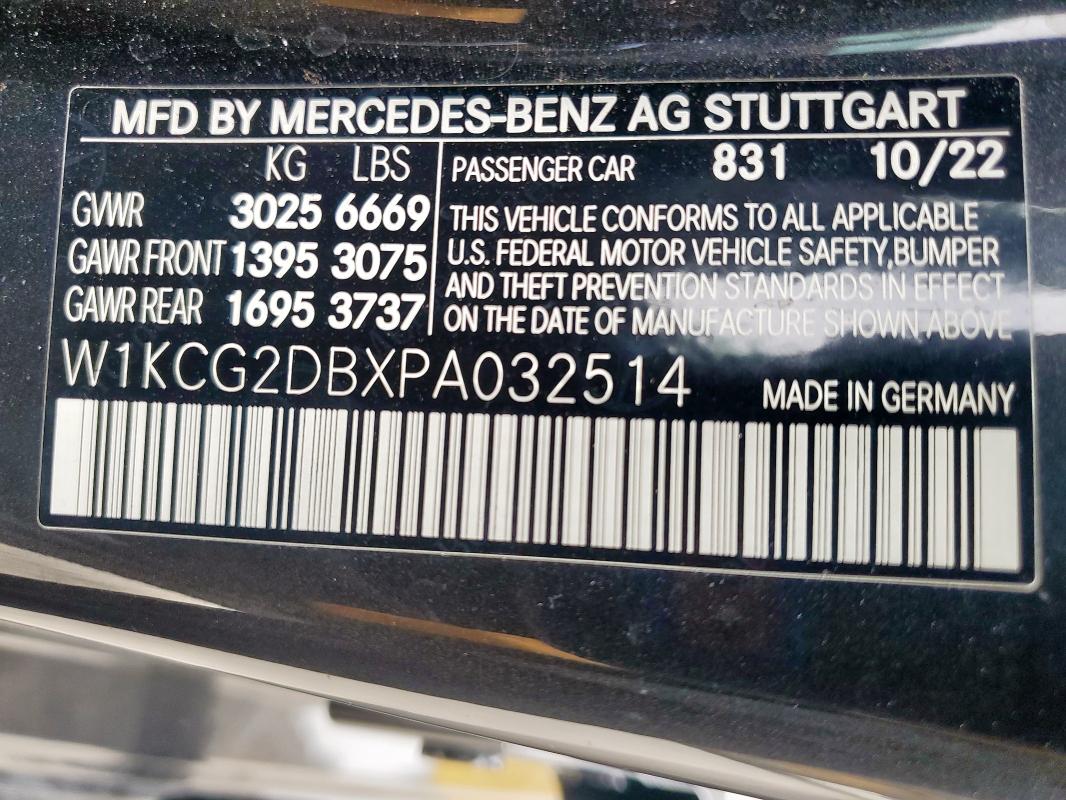 MFD BY MERCEDES-BENZ AG STUTTGART
KG LBS
GVWR 3025 6669
GAWR FRONT 1395 3075
GAWR REAR 1695 3737
PASSENGER CAR 831 10/22
THIS VEHICLE CONFORMS TO ALL APPLICABLE
U.S. FEDERAL MOTOR VEHICLE SAFETY,BUMPER
AND THEFT PREVENTION STANDARDS IN EFFECT
ON THE DATE OF MANUFACTURE SHOWN ABOVE
W1KCG2DBXPA032514
MADE IN GERMANY